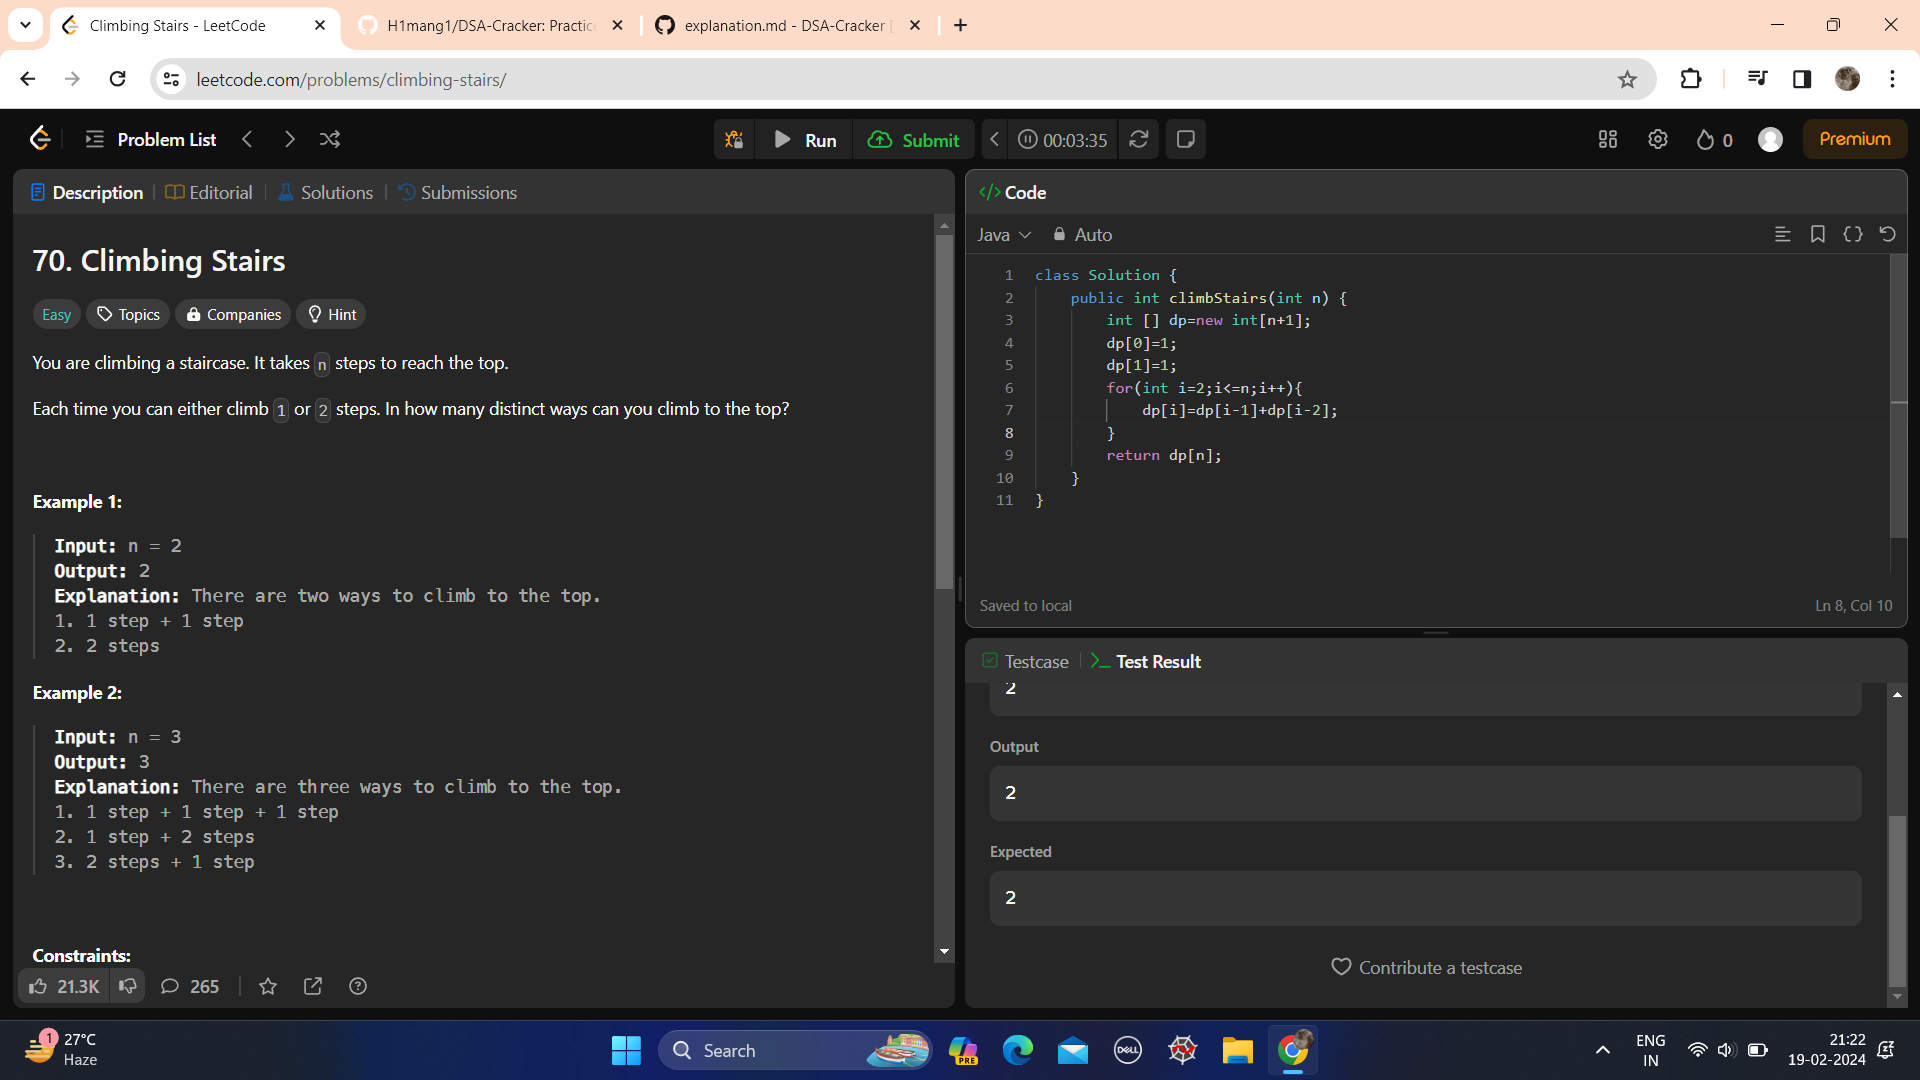 Climbing Stairs - LeetCode
H1mang1/DSA-Cracker: Practic
explanation.md - DSA-Cracker [
leetcode.com/problems/climbing-stairs/
Problem List
Run
Submit
00:03:35
0
Premium
Description
Editorial
Solutions
Submissions
70. Climbing Stairs
Easy
Topics
Companies
Hint
You are climbing a staircase. It takes n steps to reach the top.
Each time you can either climb 1 or 2 steps. In how many distinct ways can you climb to the top?
Example 1:
Input: n = 2
Output: 2
Explanation: There are two ways to climb to the top.
1. 1 step + 1 step
2. 2 steps
Example 2:
Input: n = 3
Output: 3
Explanation: There are three ways to climb to the top.
1. 1 step + 1 step + 1 step
2. 1 step + 2 steps
3. 2 steps + 1 step
Constraints:
21.3K
265
</> Code
Java
Auto
1 class Solution {
2 public int climbStairs(int n) {
3 int [] dp=new int[n+1];
4 dp[0]=1;
5 dp[1]=1;
6 for(int i=2;i<=n;i++){
7 dp[i]=dp[i-1]+dp[i-2];
8 }
9 return dp[n];
10 }
11 }
Saved to local
Ln 8, Col 10
Testcase
Test Result
2
Output
2
Expected
2
Contribute a testcase
1
27°C
Haze
Search
PRE
DELL
ENG
IN
21:22
19-02-2024